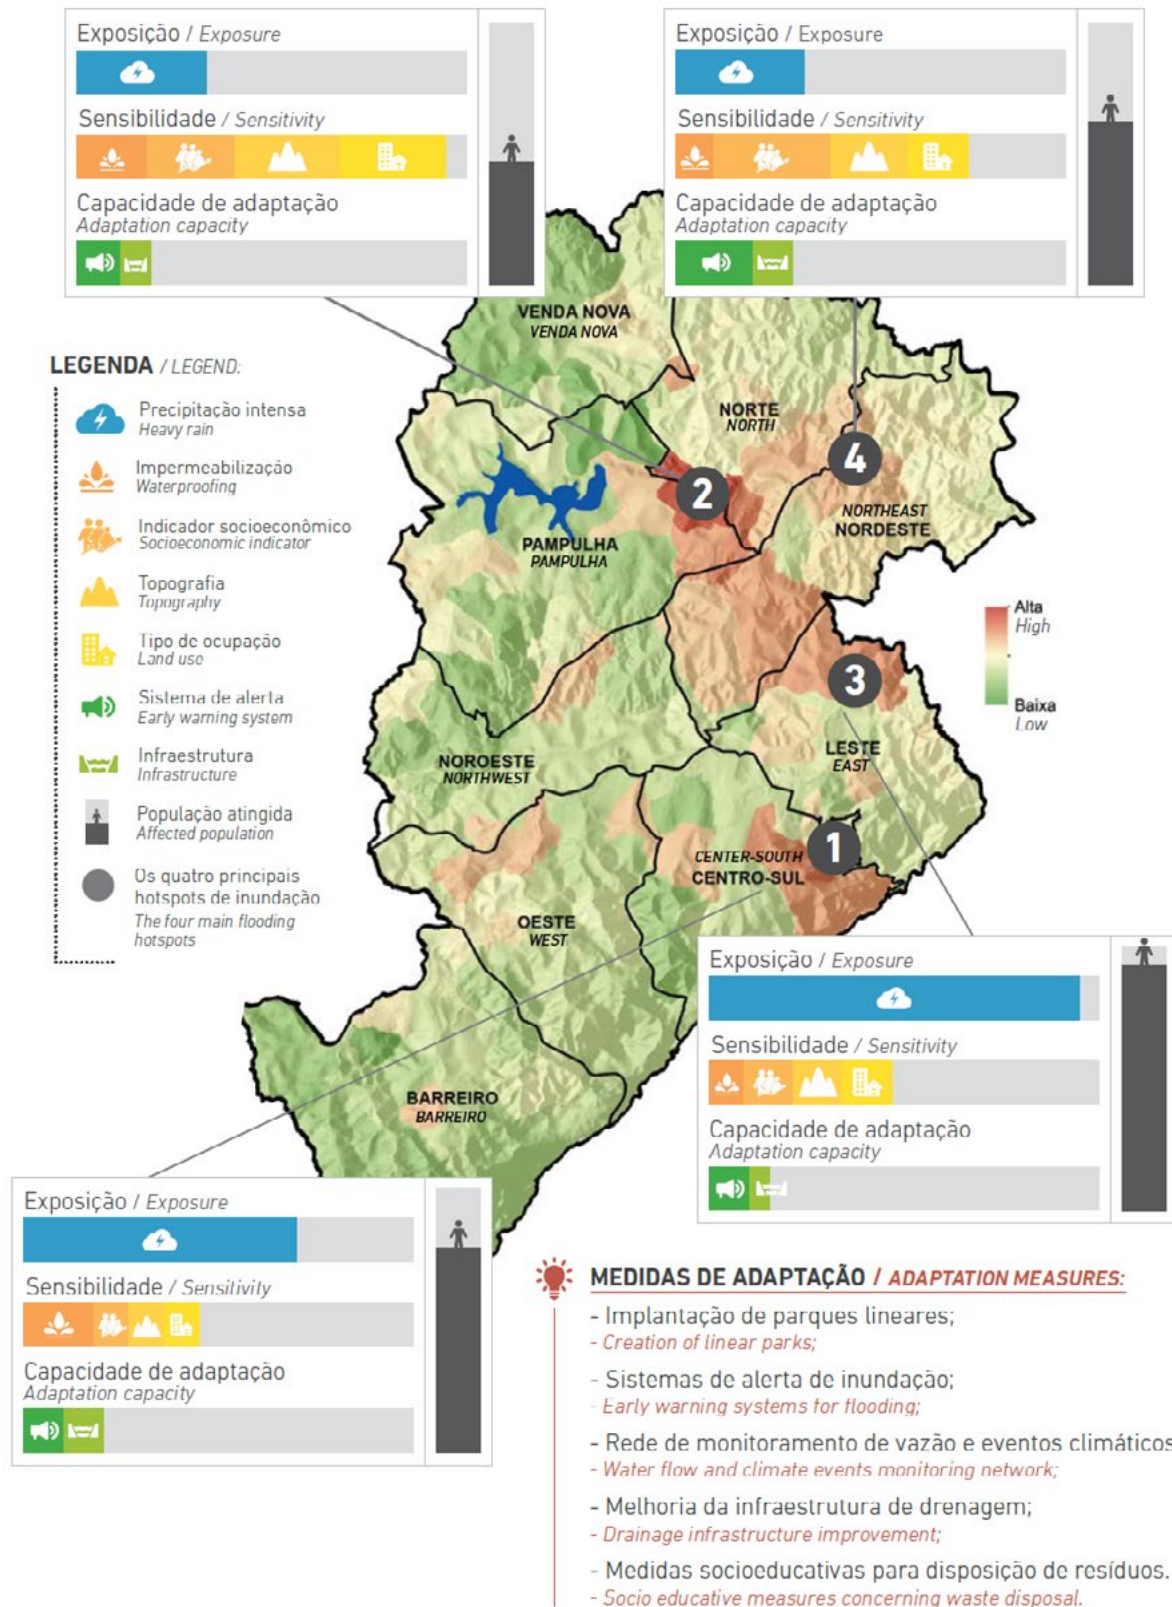 Exposição / Exposure
Sensibilidade / Sensitivity
Capacidade de adaptação
Adaptation capacity
Exposição / Exposure
Sensibilidade / Sensitivity
Capacidade de adaptação
Adaptation capacity
LEGENDA / LEGEND:
Precipitação intensa
Heavy rain
Impermeabilização
Waterproofing
Indicador socioeconômico
Socioeconomic indicator
Topografia
Topography
Tipo de ocupação
Land use
Sistema de alerta
Early warning system
Infraestrutura
Infrastructure
População atingida
Affected population
Os quatro principais
hotspots de inundação
The four main flooding
hotspots
VENDA NOVA
VENDA NOVA
NORTE
NORTH
4
2
NORTHEAST
NORDESTE
PAMPULHA
PAMPULHA
Alta
High
Baixa
Low
3
LESTE
EAST
NOROESTE
NORTHWEST
1
CENTER-SOUTH
CENTRO-SUL
OESTE
WEST
BARREIRO
BARREIRO
Exposição / Exposure
Sensibilidade / Sensitivity
Capacidade de adaptação
Adaptation capacity
Exposição / Exposure
Sensibilidade / Sensitivity
Capacidade de adaptação
Adaptation capacity
MEDIDAS DE ADAPTAÇÃO / ADAPTATION MEASURES:
- Implantação de parques lineares;
- Creation of linear parks;
- Sistemas de alerta de inundação;
- Early warning systems for flooding;
- Rede de monitoramento de vazão e eventos climáticos
- Water flow and climate events monitoring network;
- Melhoria da infraestrutura de drenagem;
- Drainage infrastructure improvement;
- Medidas socioeducativas para disposição de resíduos.
- Socio educative measures concerning waste disposal.